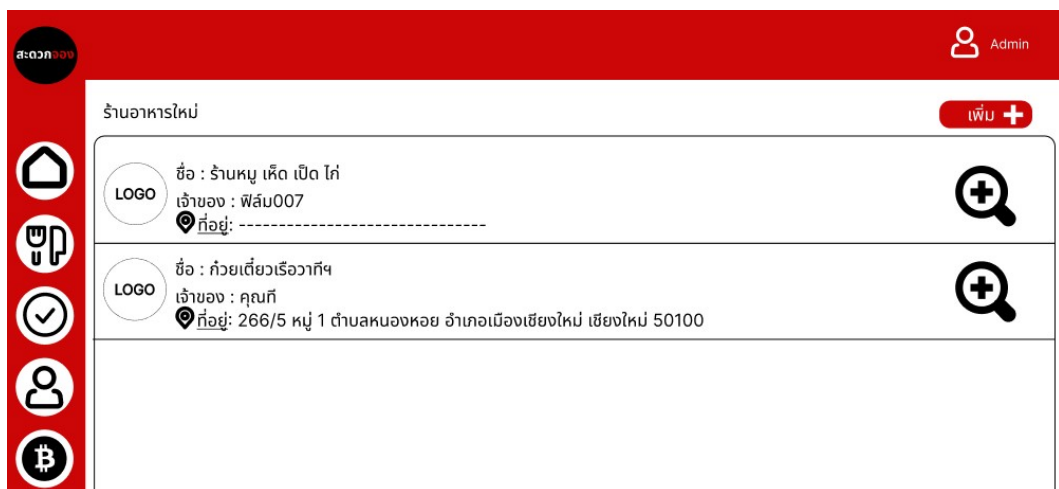 สะดวกจอง
Admin
ร้านอาหารใหม่
เพิ่ม
LOGO
ชื่อ : ร้านหมู เห็ด เป็ด ไก่
เจ้าของ : ฟิล์ม007
ที่อยู่: -------------------------------
LOGO
ชื่อ : ก๋วยเตี๋ยวเรือวาทีฯ
เจ้าของ : คุณที
ที่อยู่: 266/5 หมู่ 1 ตำบลหนองหอย อำเภอเมืองเชียงใหม่ เชียงใหม่ 50100